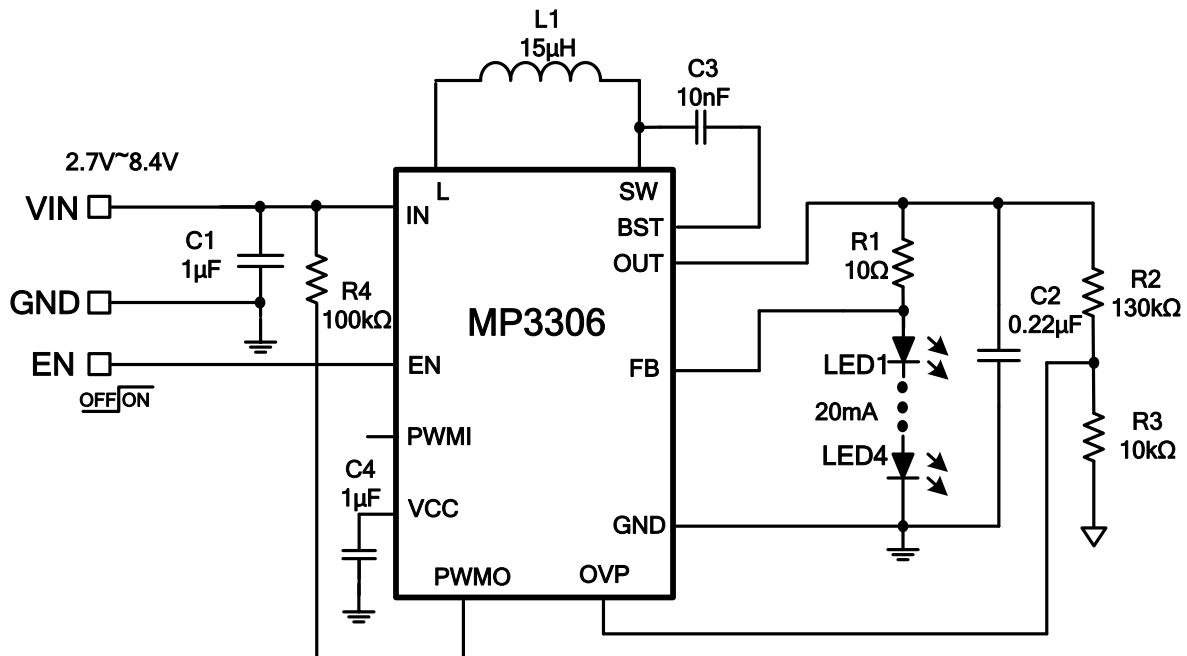 L1
15µH
C3
10nF
2.7V~8.4V
VIN
L
SW
IN
BST
C1
1µF
OUT
R1
10Ω
R4
100kΩ
GND
MP3306
C2
0.22µF
R2
130kΩ
EN
EN
FB
LED1
OFF ON
20mA
PWMI
R3
10kΩ
LED4
C4
1µF
VCC
GND
PWMO
OVP